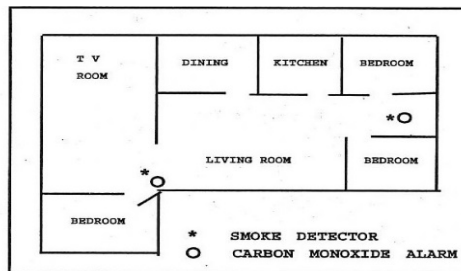 T V
ROOM
DINING
KITCHEN
BEDROOM
*
LIVING ROOM
BEDROOM
*
BEDROOM
* SMOKE DETECTOR
O CARBON MONOXIDE ALARM